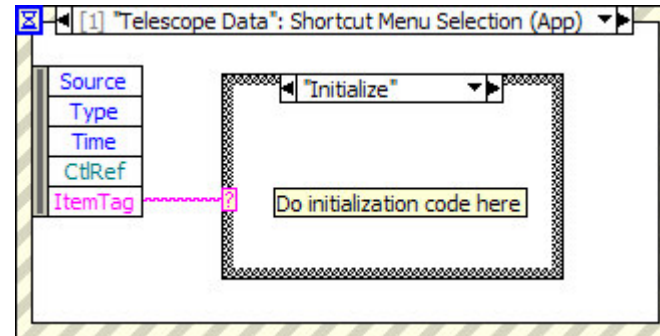 [1] "Telescope Data": Shortcut Menu Selection (App)
Source
Type
Time
CtlRef
ItemTag
?
"Initialize"
Do initialization code here